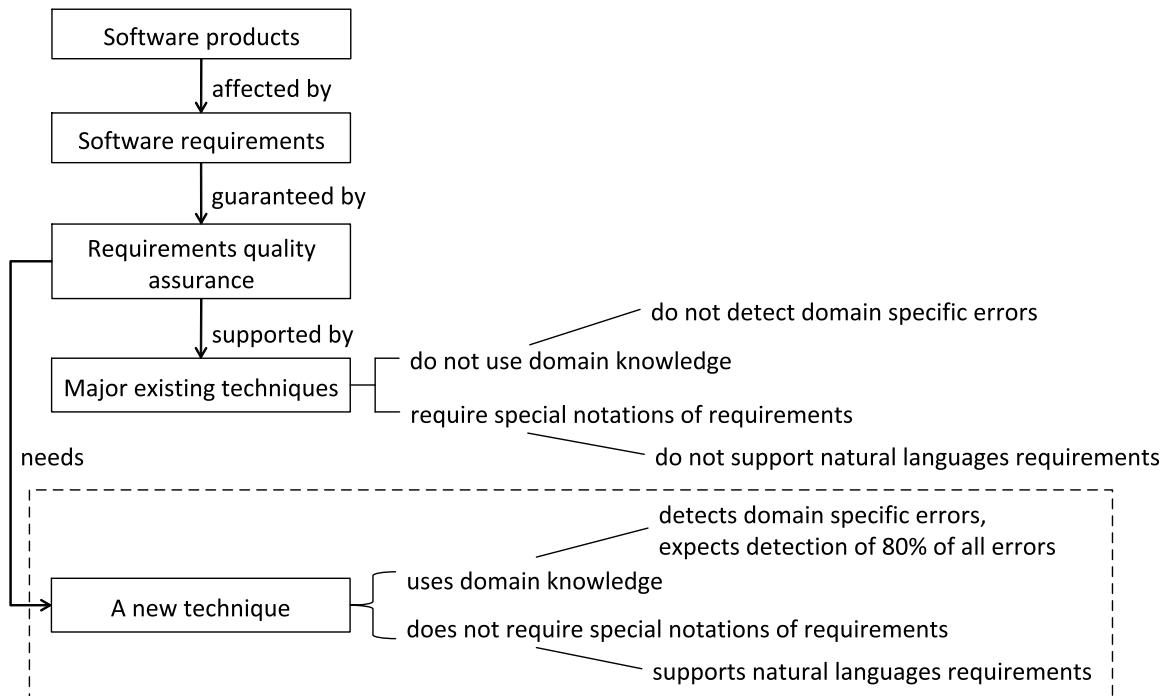 Software products
affected by
Software requirements
guaranteed by
Requirements quality
assurance
supported by
do not detect domain specific errors
do not use domain knowledge
Major existing techniques
require special notations of requirements
do not support natural languages requirements
needs
detects domain specific errors,
expects detection of 80% of all errors
uses domain knowledge
A new technique
does not require special notations of requirements
supports natural languages requirements